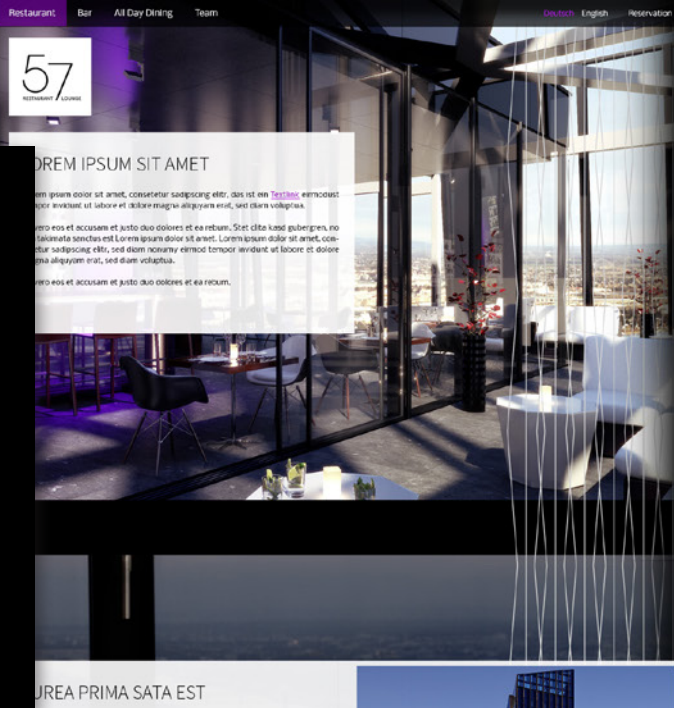 Restaurant Bar All Day Dining Team Deutsch English Reservation
57
RESTAURANT LOUNGE
OREM IPSUM SIT AMET
em ipsum dolor sit amet, consetetur sadipscing elitr, das ist ein Textlink eirmodust
mpor invidunt ut labore et dolore magna aliquyam erat, sed diam voluptua.
vero eos et accusam et justo duo dolores et ea rebum. Stet clita kasd gubergren, no
takimata sanctus est Lorem ipsum dolor sit amet. Lorem ipsum dolor sit amet, con-
etur sadipscing elitr, sed diam nonumy eirmod tempor invidunt ut labore et dolore
gna aliquyam erat, sed diam voluptua.
vero eos et accusam et justo duo dolores et ea rebum.
UREA PRIMA SATA EST